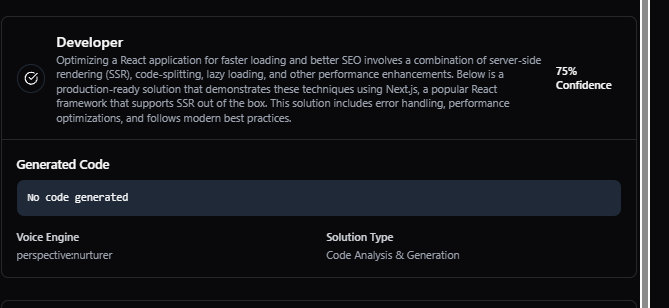 Developer
Optimizing a React application for faster loading and better SEO involves a combination of server-side
rendering (SSR), code-splitting, lazy loading, and other performance enhancements. Below is a
production-ready solution that demonstrates these techniques using Next.js, a popular React
framework that supports SSR out of the box. This solution includes error handling, performance
optimizations, and follows modern best practices.
75%
Confidence
Generated Code
No code generated
Voice Engine
perspective:nurturer
Solution Type
Code Analysis & Generation